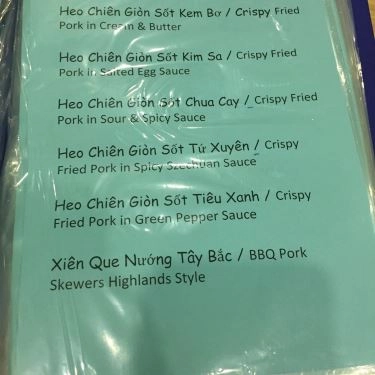 Heo Chiên Giòn Sốt Kem Bơ / Crispy Fried
Pork in Cream & Butter
Heo Chiên Giòn Sốt Kim Sa / Crispy Fried
Pork in Salted Egg Sauce
Heo Chiên Giòn Sốt Chua Cay / Crispy Fried
Pork in Sour & Spicy Sauce
Heo Chiên Giòn Sốt Tứ Xuyên / Crispy
Fried Pork in Spicy Szechuan Sauce
Heo Chiên Giòn Sốt Tiêu Xanh / Crispy
Fried Pork in Green Pepper Sauce
Xiên Que Nướng Tây Bắc / BBQ Pork
Skewers Highlands Style